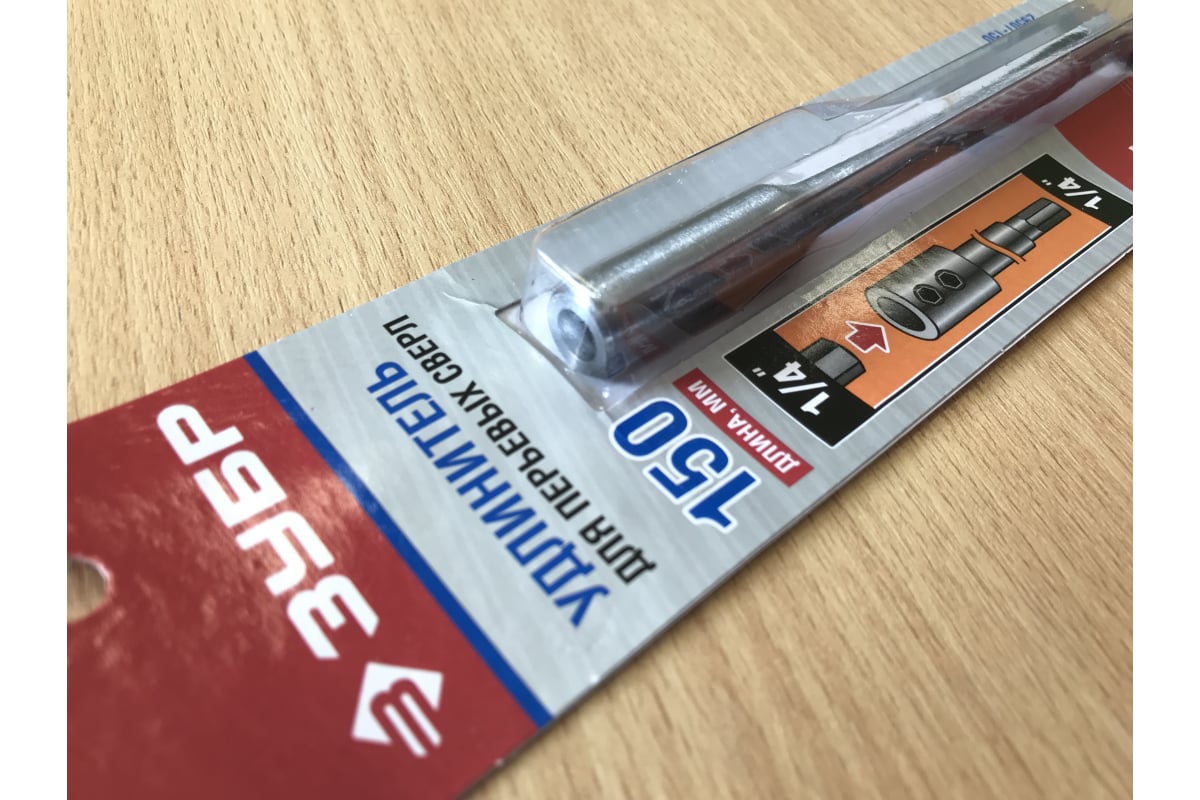 ЗУБР
УДЛИНИТЕЛЬ
ДЛЯ ПЕРЬЕВЫХ СВЕРЛ
150
ДЛИНА, ММ
1/4"
1/4"